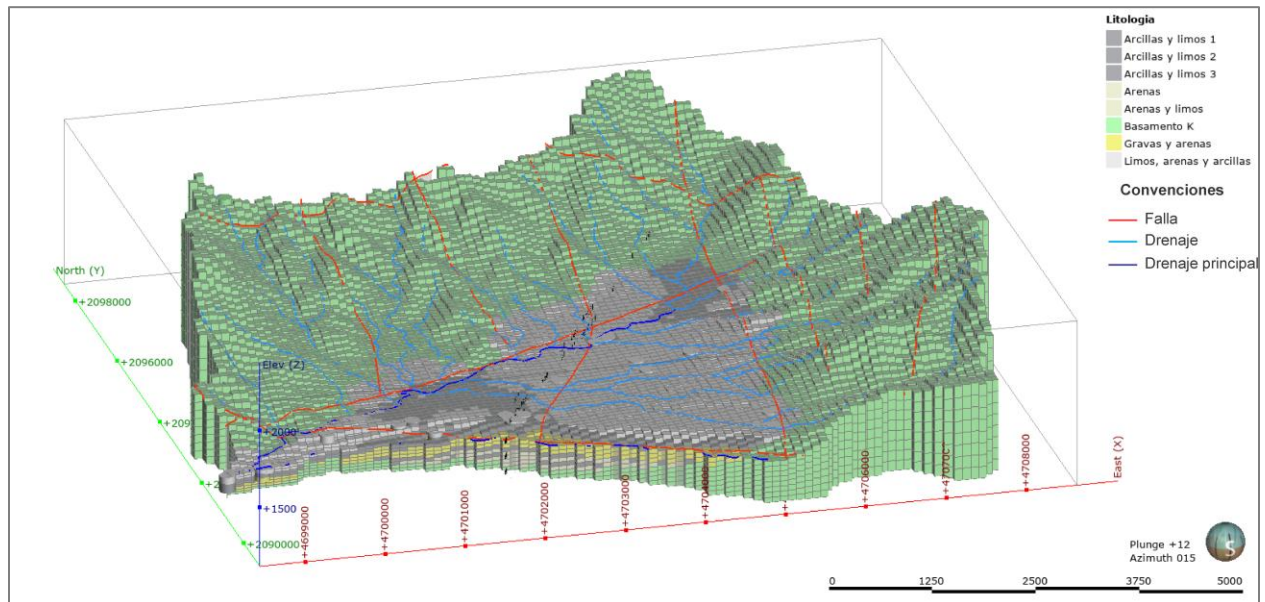 Litologia
Arcillas y limos 1
Arcillas y limos 2
Arcillas y limos 3
Arenas
Arenas y limos
Basamento K
Gravas y arenas
Limos, arenas y arcillas
Convenciones
Falla
Drenaje
Drenaje principal
North (Y)
+2098000
+2096000
Elev (Z)
+2000
+1500
+2090000
+4699000
+4700000
+4701000
+4702000
+4703000
+4704000
+4706000
+4708000
East (X)
Plunge +12
Azimuth 015
S
0 1250 2500 3750 5000